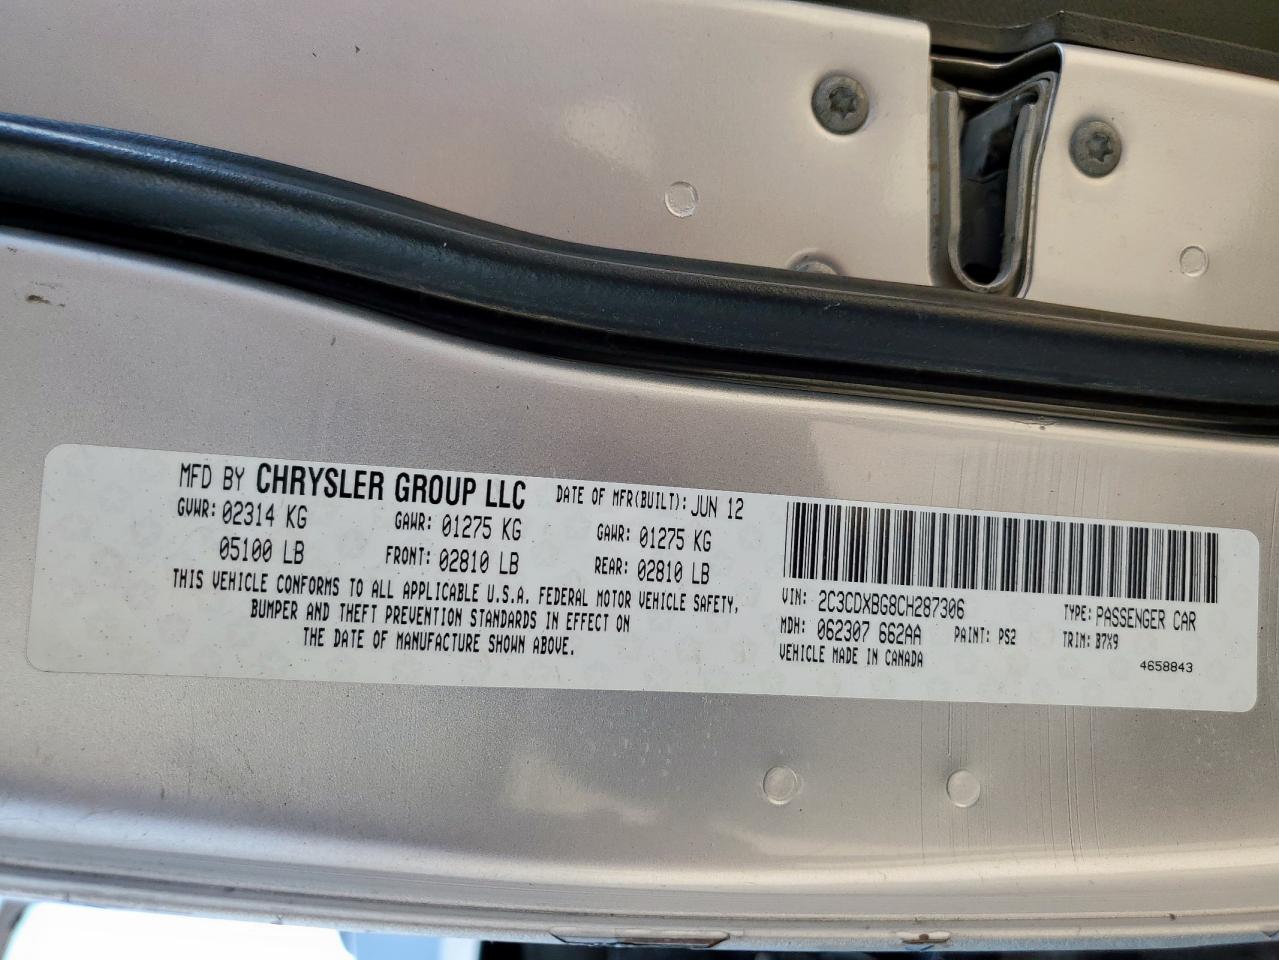 MFD BY CHRYSLER GROUP LLC DATE OF MFR(BUILT): JUN 12
GVWR: 02314 KG GAWR: 01275 KG GAWR: 01275 KG
05100 LB FRONT: 02810 LB REAR: 02810 LB
THIS VEHICLE CONFORMS TO ALL APPLICABLE U.S.A. FEDERAL MOTOR VEHICLE SAFETY,
BUMPER AND THEFT PREVENTION STANDARDS IN EFFECT ON
THE DATE OF MANUFACTURE SHOWN ABOVE.
VIN: 2C3CDXBG8CH287306 TYPE: PASSENGER CAR
MDH: 062307 662AA PAINT: PS2 TRIM: B7X9
VEHICLE MADE IN CANADA 4658843